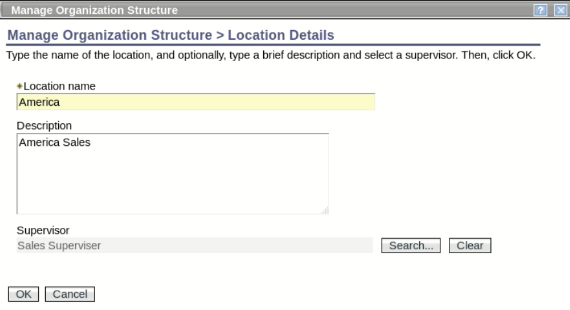 Manage Organization Structure
?
Manage Organization Structure > Location Details
Type the name of the location, and optionally, type a brief description and select a supervisor. Then, click OK.
*Location name
America
Description
America Sales
Supervisor
Sales Superviser Search... Clear
OK Cancel